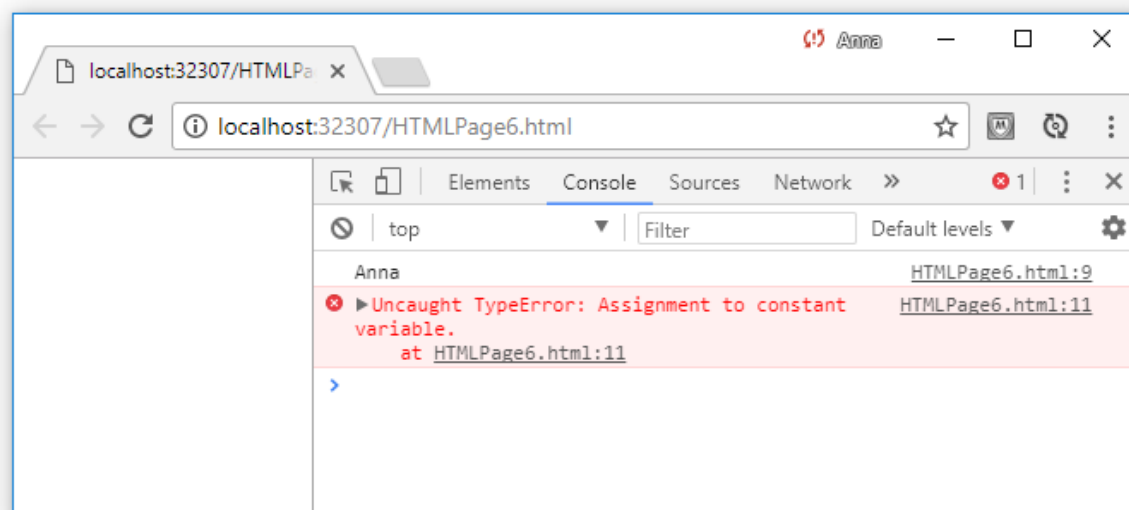 Anna
localhost:32307/HTMLPa
localhost:32307/HTMLPage6.html
Elements Console Sources Network » 1
top Filter Default levels
Anna HTMLPage6.html:9
Uncaught TypeError: Assignment to constant HTMLPage6.html:11
variable.
at HTMLPage6.html:11